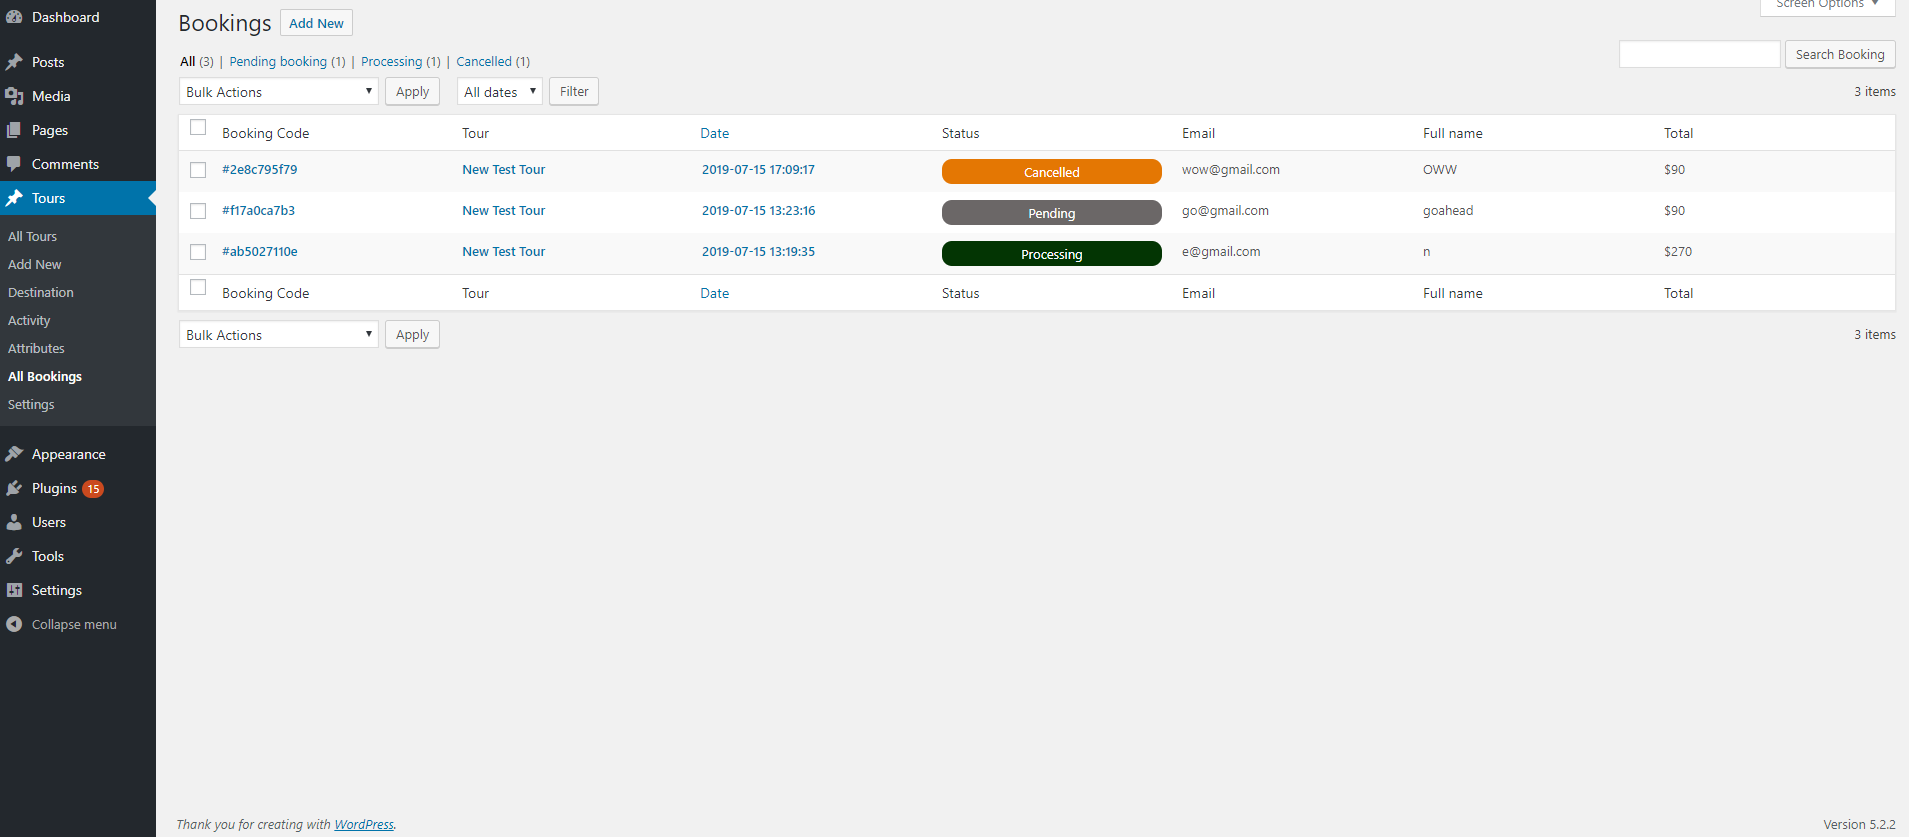 Dashboard
Posts
Media
Pages
Comments
Tours
All Tours
Add New
Destination
Activity
Attributes
All Bookings
Settings
Appearance
Plugins 15
Users
Tools
Settings
Collapse menu
Screen Options ▼
Bookings Add New
All (3) | Pending booking (1) | Processing (1) | Cancelled (1)
Search Booking
Bulk Actions Apply All dates Filter 3 items
Booking Code Tour Date Status Email Full name Total
#2e8c795f79 New Test Tour 2019-07-15 17:09:17 Cancelled wow@gmail.com OWW $90
#f17a0ca7b3 New Test Tour 2019-07-15 13:23:16 Pending go@gmail.com goahead $90
#ab5027110e New Test Tour 2019-07-15 13:19:35 Processing e@gmail.com n $270
Booking Code Tour Date Status Email Full name Total
Bulk Actions Apply 3 items
Thank you for creating with WordPress. Version 5.2.2